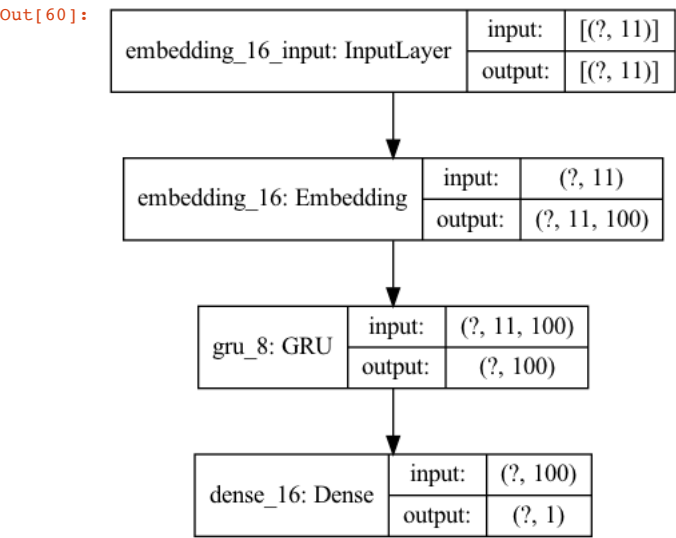 Out[60]:
embedding_16_input: InputLayer
input: [(?, 11)]
output: [(?, 11)]
embedding_16: Embedding
input: (?, 11)
output: (?, 11, 100)
gru_8: GRU
input: (?, 11, 100)
output: (?, 100)
dense_16: Dense
input: (?, 100)
output: (?, 1)